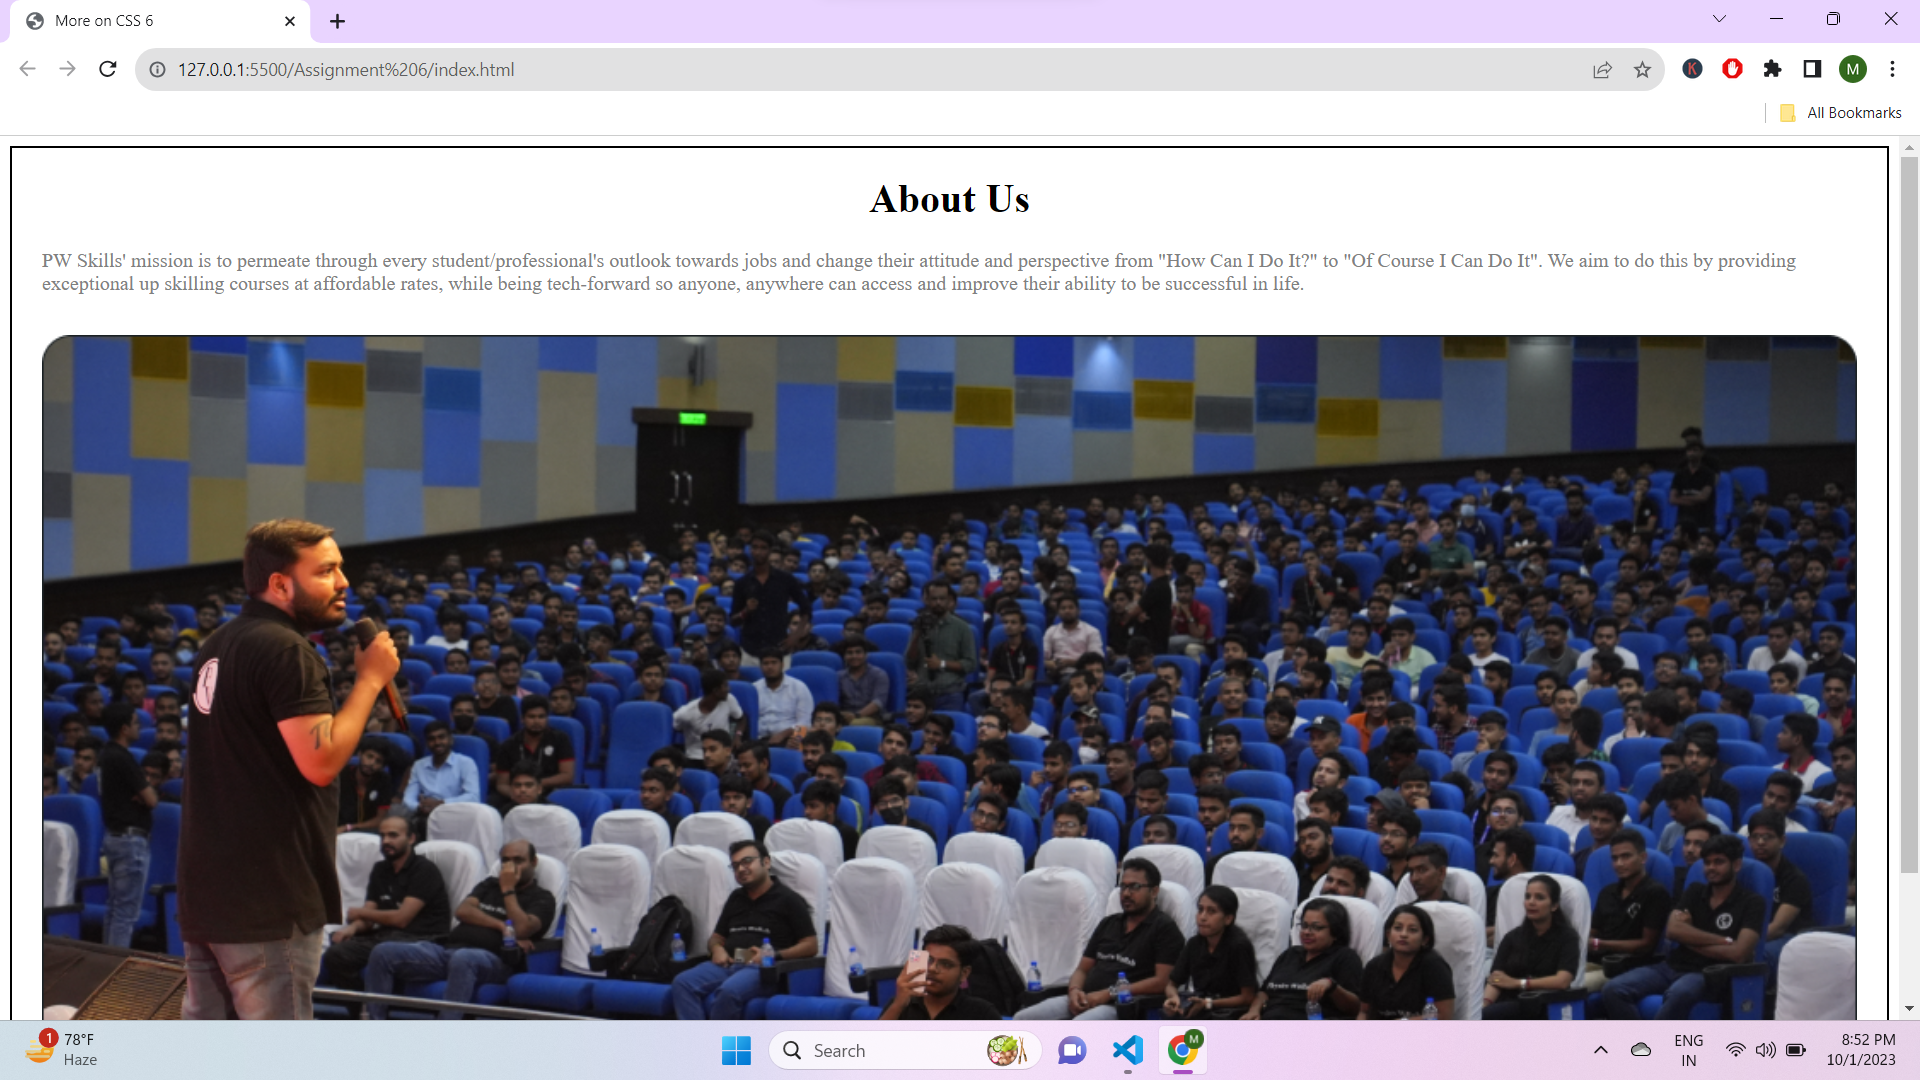 More on CSS 6
127.0.0.1:5500/Assignment%206/index.html
K
M
All Bookmarks
About Us
PW Skills' mission is to permeate through every student/professional's outlook towards jobs and change their attitude and perspective from "How Can I Do It?" to "Of Course I Can Do It". We aim to do this by providing
exceptional up skilling courses at affordable rates, while being tech-forward so anyone, anywhere can access and improve their ability to be successful in life.
1
78°F
Haze
Search
M
ENG
IN
8:52 PM
10/1/2023